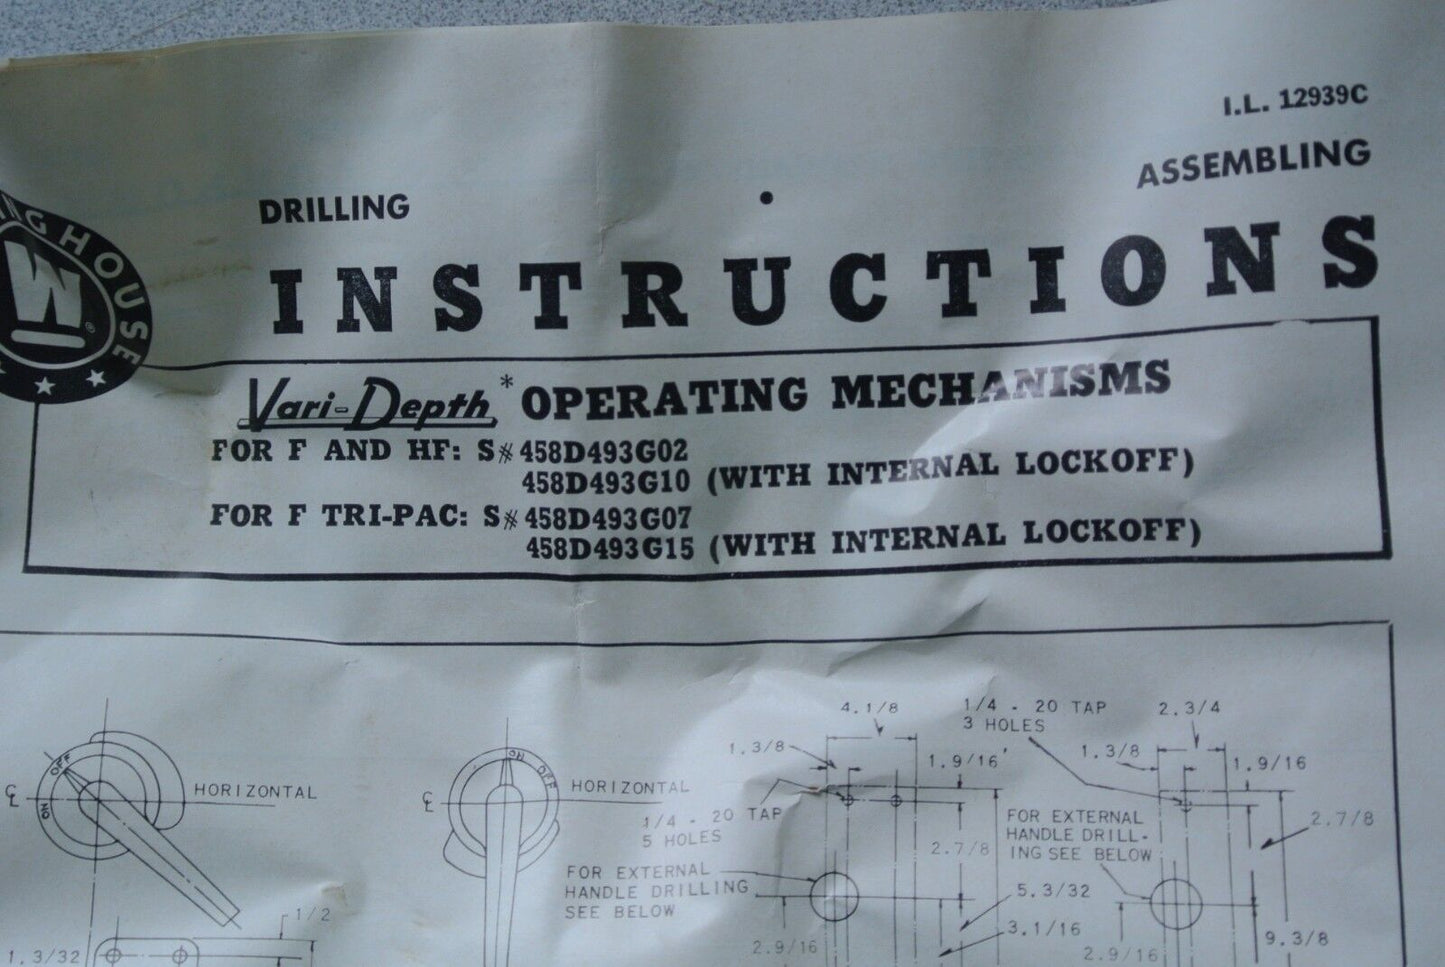 I.L. 12939C
DRILLING • ASSEMBLING
INSTRUCTIONS
INGHOUSE
W
®
Vari-Depth* OPERATING MECHANISMS
FOR F AND HF: S# 458D493G02
458D493G10 (WITH INTERNAL LOCKOFF)
FOR F TRI-PAC: S# 458D493G07
458D493G15 (WITH INTERNAL LOCKOFF)
4.1/8
1/4 - 20 TAP
3 HOLES
2.3/4
1.3/8
1.9/16
1.3/8
1.9/16
OFF
ON
HORIZONTAL
ON OFF
HORIZONTAL
1/4 - 20 TAP
5 HOLES
2.7/8
FOR EXTERNAL
HANDLE DRILL-
ING SEE BELOW
2.7/8
FOR EXTERNAL
HANDLE DRILLING
SEE BELOW
5.3/32
3.1/16
2.9/16
2.9/16
9.3/8
1/2
1.3/32